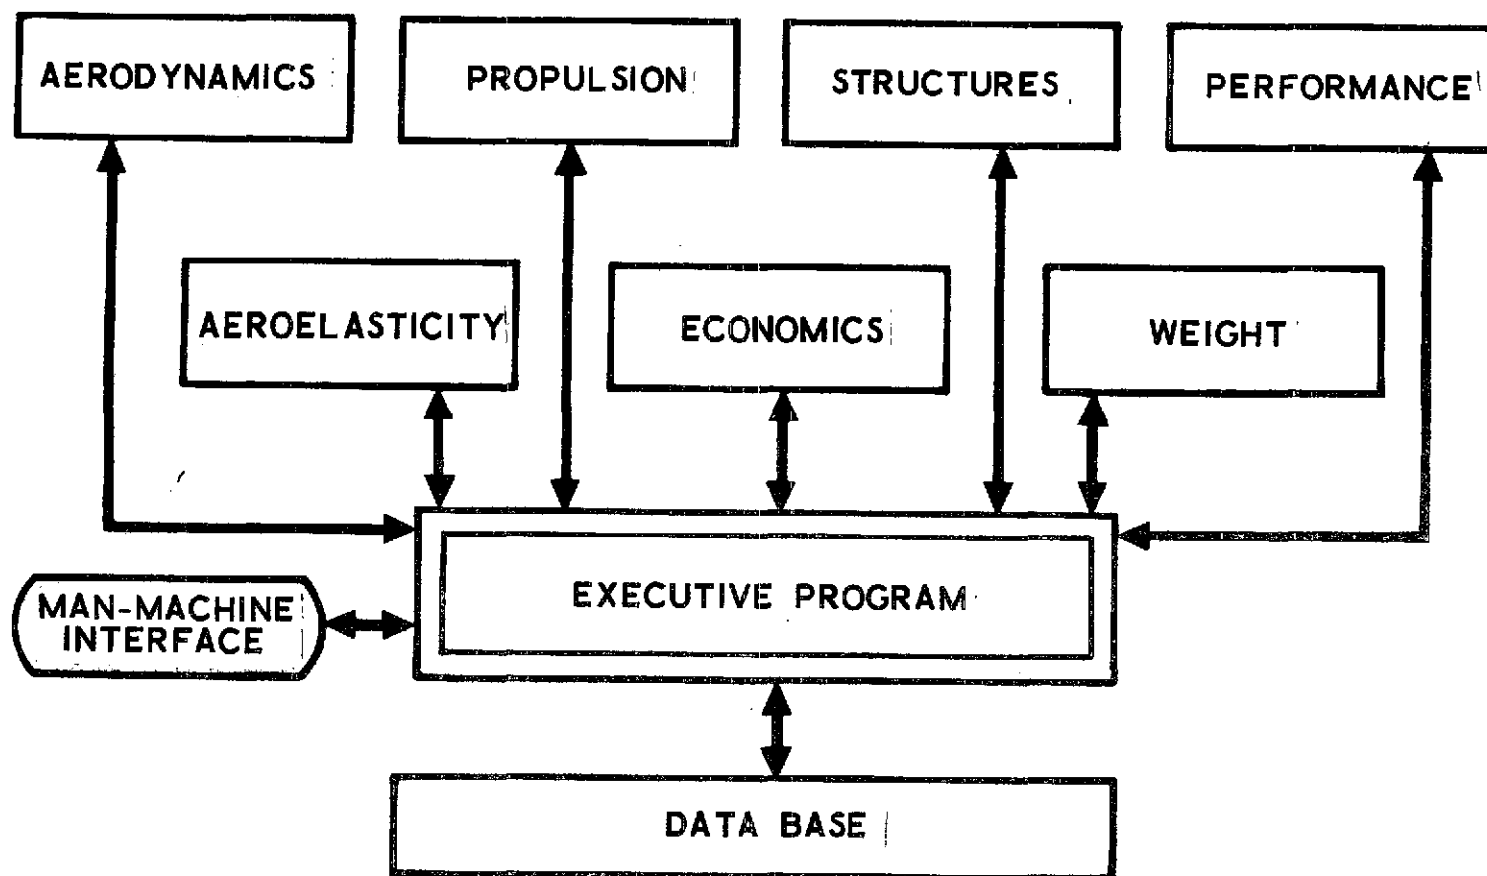 AERODYNAMICS
PROPULSION
STRUCTURES
PERFORMANCE
AEROELASTICITY
ECONOMICS
WEIGHT
EXECUTIVE PROGRAM
MAN-MACHINE
INTERFACE
DATA BASE